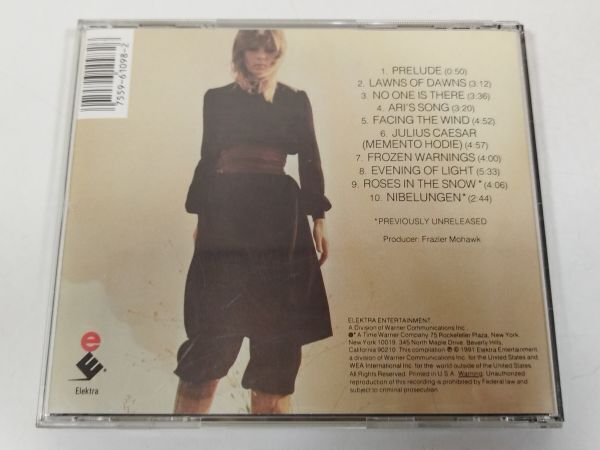 7559-61098-2
1. PRELUDE (0:50)
2. LAWNS OF DAWNS (3:12)
3. NO ONE IS THERE (3:36)
4. ARI'S SONG (3:20)
5. FACING THE WIND (4:52)
6. JULIUS CAESAR
(MEMENTO HODIE) (4:57)
7. FROZEN WARNINGS (4:00)
8. EVENING OF LIGHT (5:33)
9. ROSES IN THE SNOW* (4:06)
10. NIBELUNGEN* (2:44)
*PREVIOUSLY UNRELEASED
Producer: Frazier Mohawk
ELEKTRA ENTERTAINMENT,
A Division of Warner Communications Inc.
A Time Warner Company 75 Rockefeller Plaza, New York,
New York 10019. 345 North Maple Drive, Beverly Hills,
California 90210. This compilation ℗ © 1991 Elektra Entertainment,
a division of Warner Communications Inc. for the United States and
WEA International Inc. for the world outside of the United States.
All Rights Reserved. Printed in U.S.A. Warning: Unauthorized
reproduction of this recording is prohibited by Federal law and
subject to criminal prosecution.
e
E
Elektra